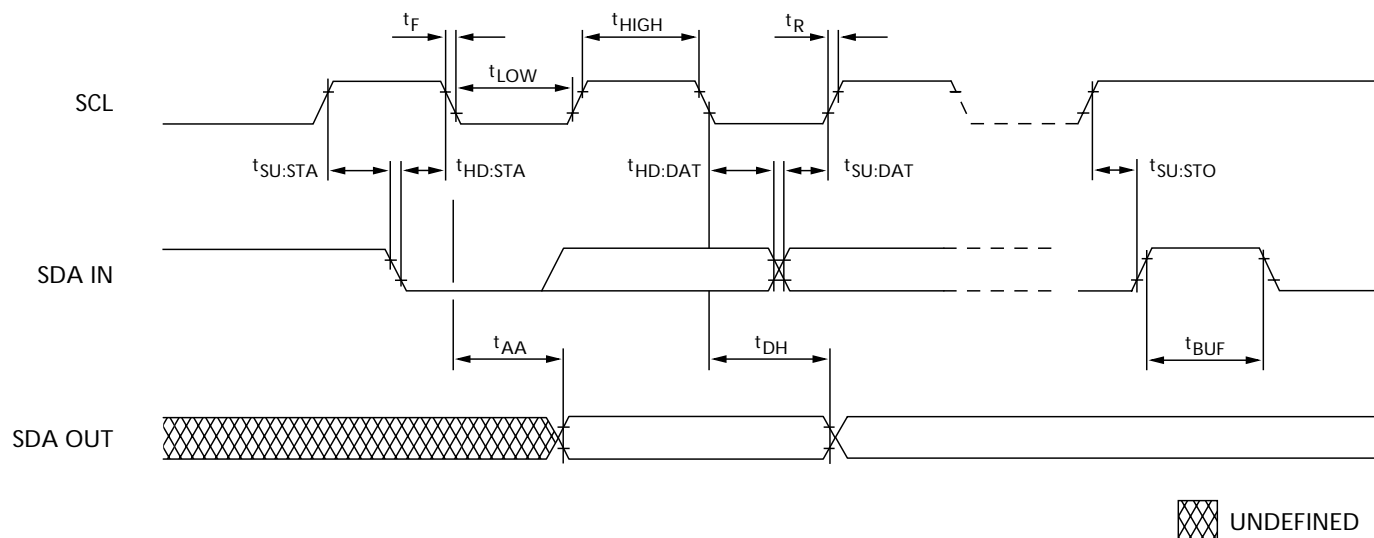 tF
tHIGH
tR
tLOW
SCL
tSU:STA
tHD:STA
tHD:DAT
tSU:DAT
tSU:STO
SDA IN
tAA
tDH
tBUF
SDA OUT
UNDEFINED